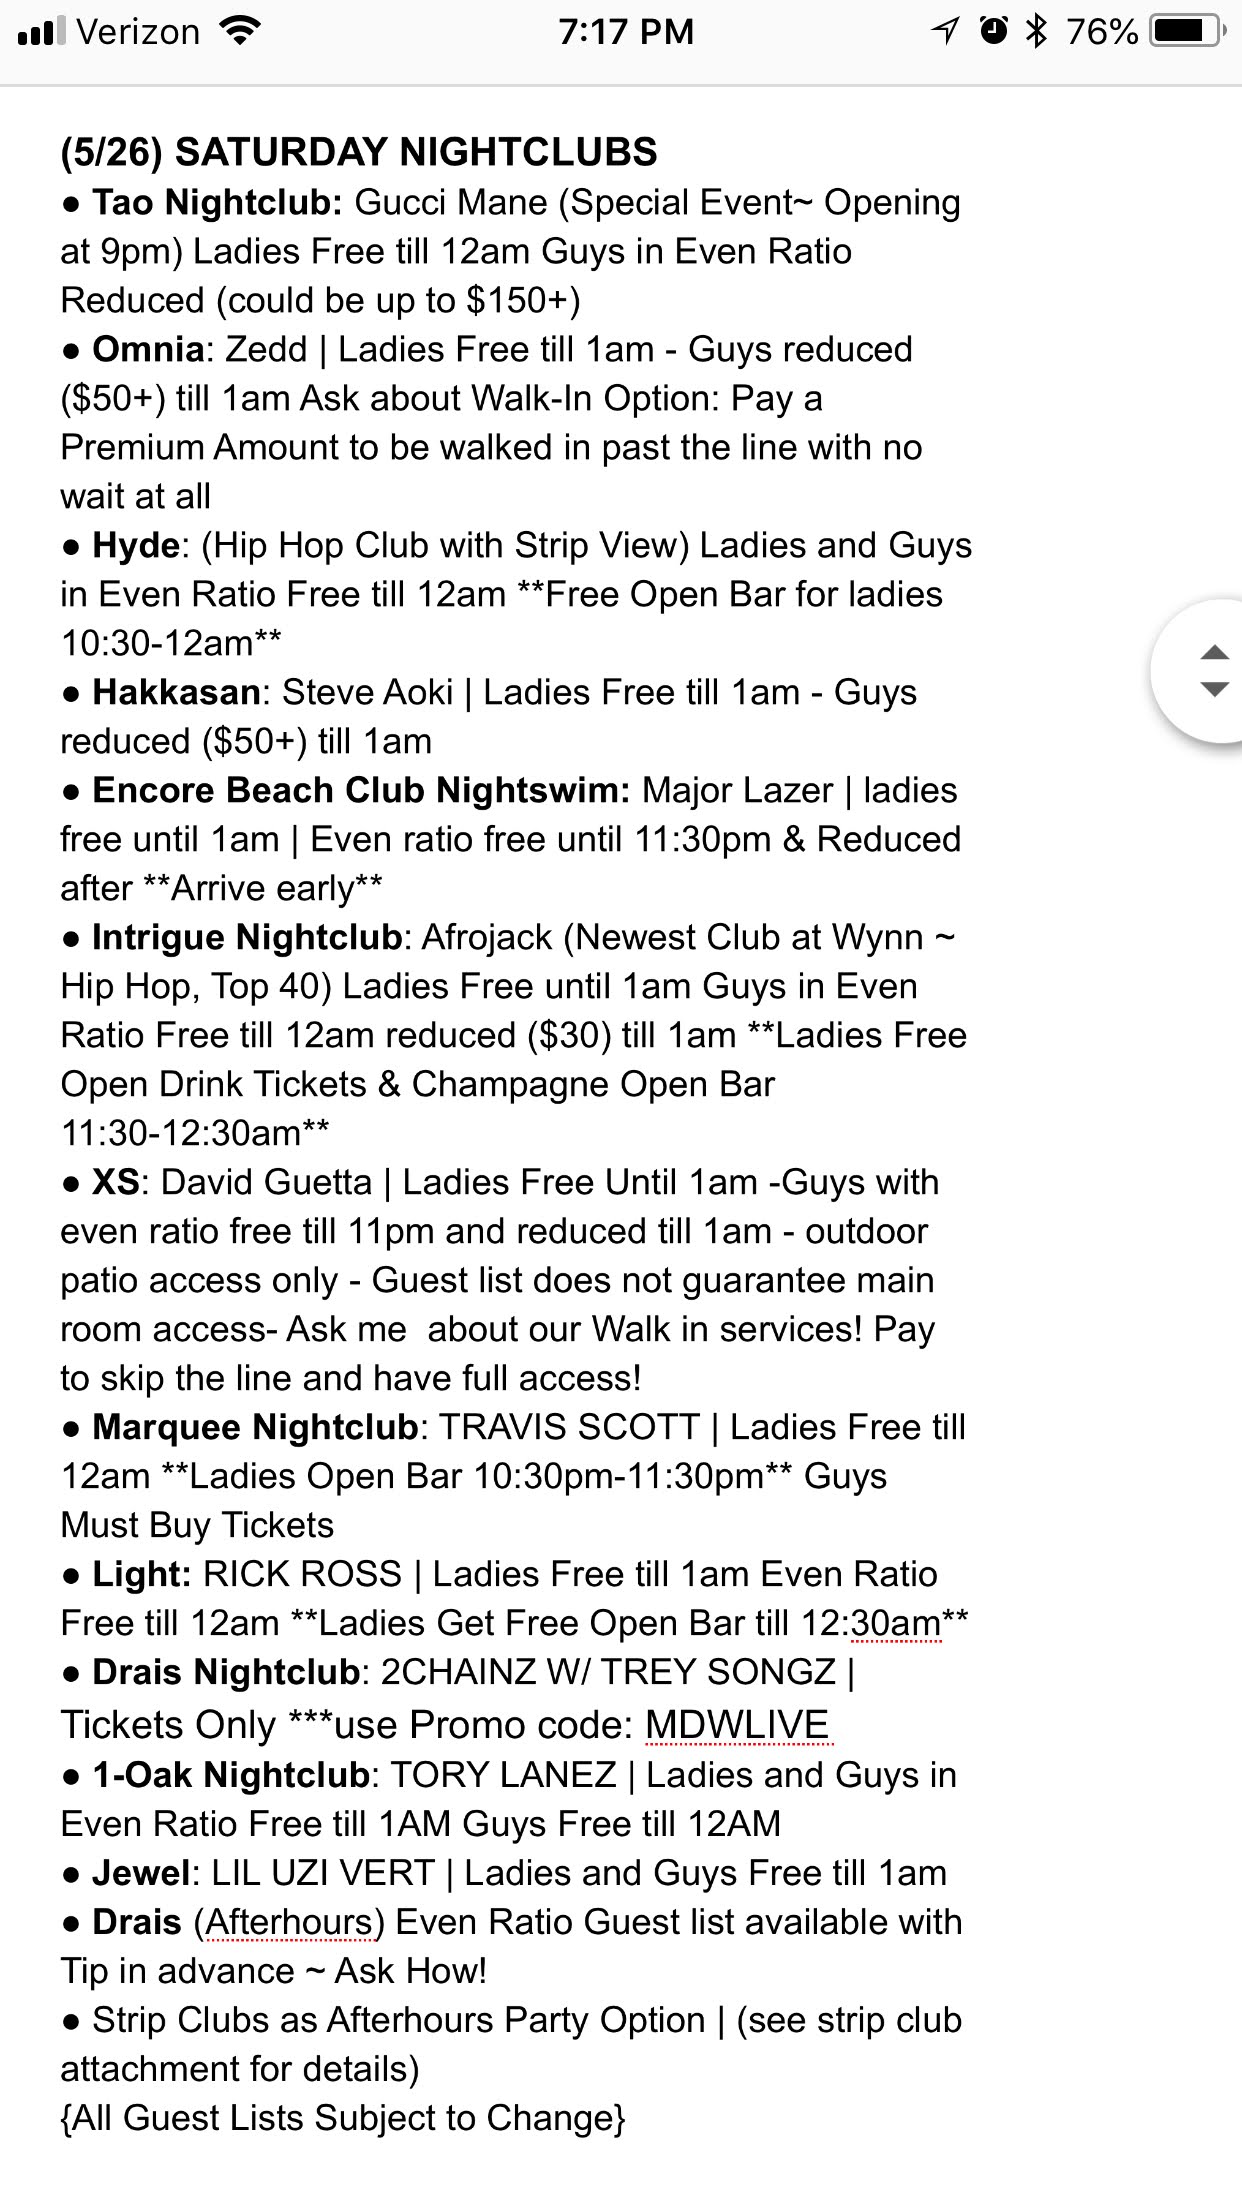 Verizon 7:17 PM 76%
(5/26) SATURDAY NIGHTCLUBS
● Tao Nightclub: Gucci Mane (Special Event~ Opening
at 9pm) Ladies Free till 12am Guys in Even Ratio
Reduced (could be up to $150+)
● Omnia: Zedd | Ladies Free till 1am - Guys reduced
($50+) till 1am Ask about Walk-In Option: Pay a
Premium Amount to be walked in past the line with no
wait at all
● Hyde: (Hip Hop Club with Strip View) Ladies and Guys
in Even Ratio Free till 12am **Free Open Bar for ladies
10:30-12am**
● Hakkasan: Steve Aoki | Ladies Free till 1am - Guys
reduced ($50+) till 1am
● Encore Beach Club Nightswim: Major Lazer | ladies
free until 1am | Even ratio free until 11:30pm & Reduced
after **Arrive early**
● Intrigue Nightclub: Afrojack (Newest Club at Wynn ~
Hip Hop, Top 40) Ladies Free until 1am Guys in Even
Ratio Free till 12am reduced ($30) till 1am **Ladies Free
Open Drink Tickets & Champagne Open Bar
11:30-12:30am**
● XS: David Guetta | Ladies Free Until 1am -Guys with
even ratio free till 11pm and reduced till 1am - outdoor
patio access only - Guest list does not guarantee main
room access- Ask me  about our Walk in services! Pay
to skip the line and have full access!
● Marquee Nightclub: TRAVIS SCOTT | Ladies Free till
12am **Ladies Open Bar 10:30pm-11:30pm** Guys
Must Buy Tickets
● Light: RICK ROSS | Ladies Free till 1am Even Ratio
Free till 12am **Ladies Get Free Open Bar till 12:30am**
● Drais Nightclub: 2CHAINZ W/ TREY SONGZ |
Tickets Only ***use Promo code: MDWLIVE
● 1-Oak Nightclub: TORY LANEZ | Ladies and Guys in
Even Ratio Free till 1AM Guys Free till 12AM
● Jewel: LIL UZI VERT | Ladies and Guys Free till 1am
● Drais (Afterhours) Even Ratio Guest list available with
Tip in advance ~ Ask How!
● Strip Clubs as Afterhours Party Option | (see strip club
attachment for details)
{All Guest Lists Subject to Change}